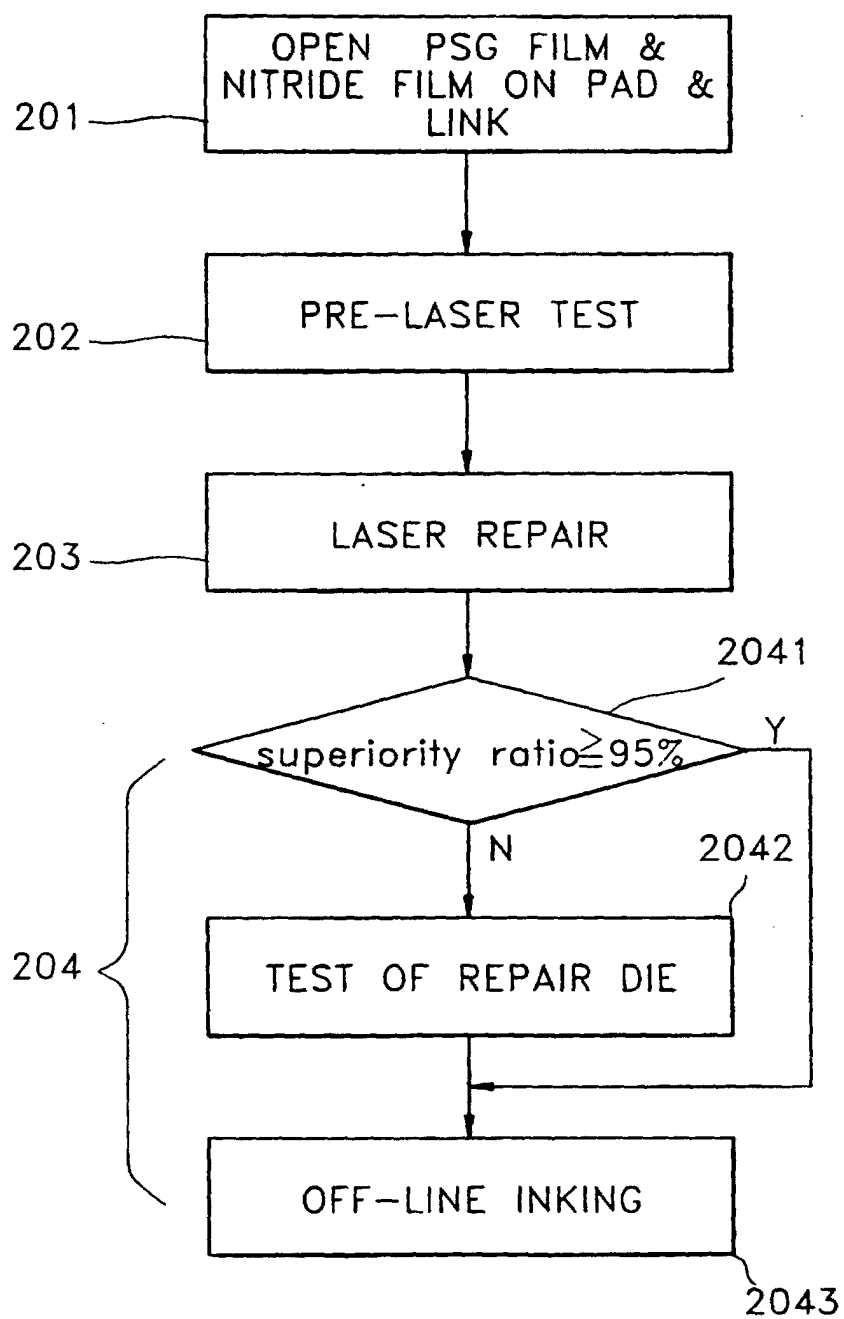 OPEN PSG FILM &
NITRIDE FILM ON PAD &
LINK
201
PRE-LASER TEST
202
LASER REPAIR
203
2041
superiority ratio≧95%
Y
N
2042
204
TEST OF REPAIR DIE
OFF-LINE INKING
2043